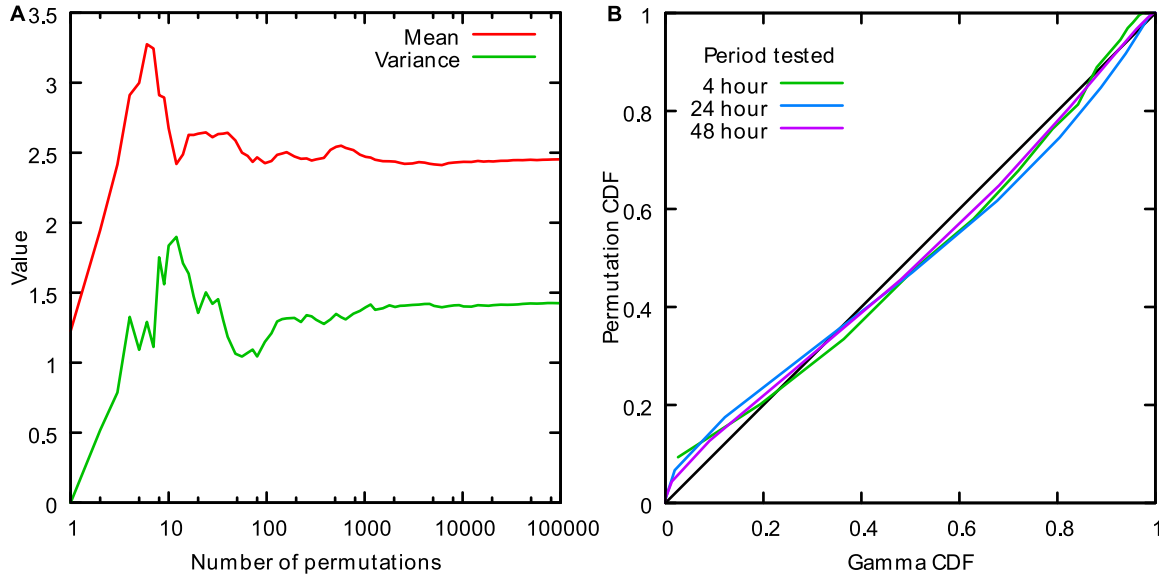 A
3.5
3
2.5
2
1.5
1
0.5
0
Value
Mean
Variance
1 10 100 1000 10000 100000
Number of permutations
B
1
0.8
0.6
0.4
0.2
0
Permutation CDF
Period tested
4 hour
24 hour
48 hour
0 0.2 0.4 0.6 0.8 1
Gamma CDF